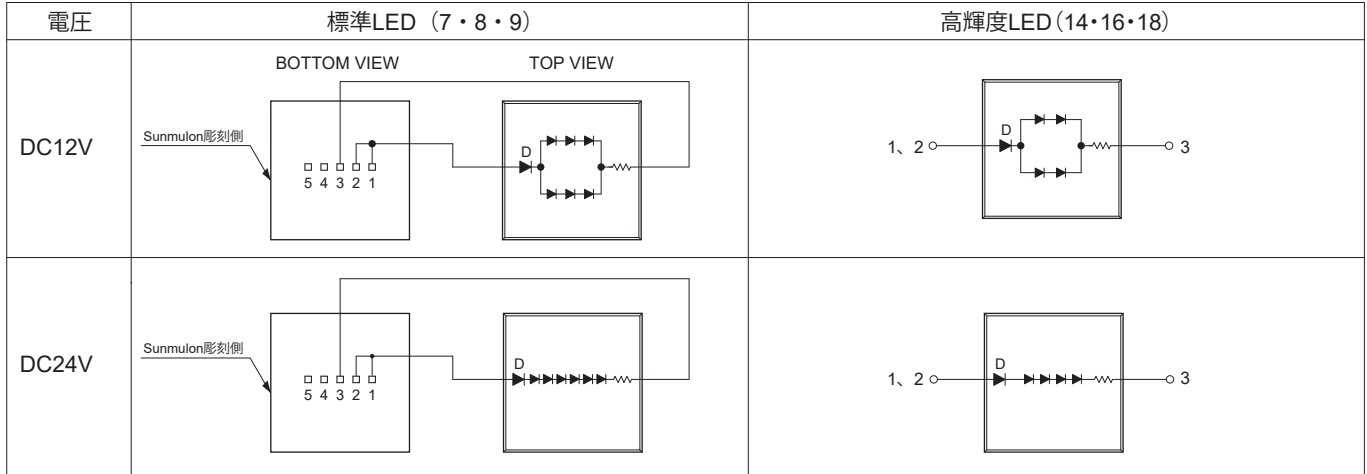 電圧
標準LED（7・8・9）
高輝度LED（14・16・18）
DC12V
BOTTOM VIEW
TOP VIEW
Sunmulon彫刻側
5 4 3 2 1
D
D
1、2
3
DC24V
Sunmulon彫刻側
5 4 3 2 1
D
D
1、2
3